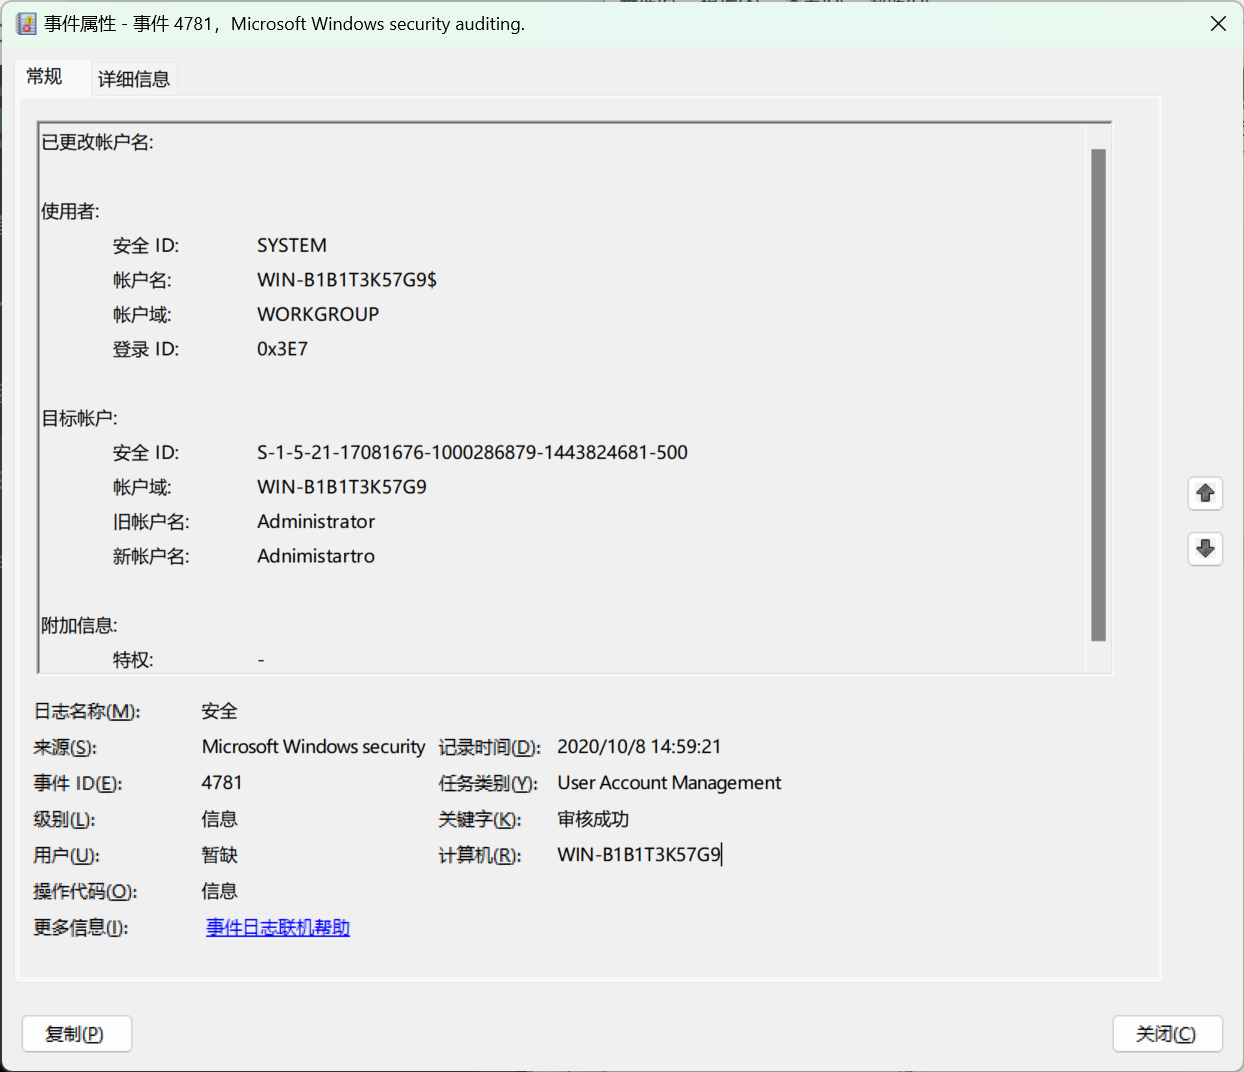 事件属性 - 事件 4781，Microsoft Windows security auditing.
常规 详细信息
已更改帐户名:
使用者:
安全 ID: SYSTEM
帐户名: WIN-B1B1T3K57G9$
帐户域: WORKGROUP
登录 ID: 0x3E7
目标帐户:
安全 ID: S-1-5-21-17081676-1000286879-1443824681-500
帐户域: WIN-B1B1T3K57G9
旧帐户名: Administrator
新帐户名: Adnimistartro
附加信息:
特权: -
日志名称(M): 安全
来源(S): Microsoft Windows security 记录时间(D): 2020/10/8 14:59:21
事件 ID(E): 4781 任务类别(Y): User Account Management
级别(L): 信息 关键字(K): 审核成功
用户(U): 暂缺 计算机(R): WIN-B1B1T3K57G9
操作代码(O): 信息
更多信息(I): 事件日志联机帮助
复制(P) 关闭(C)